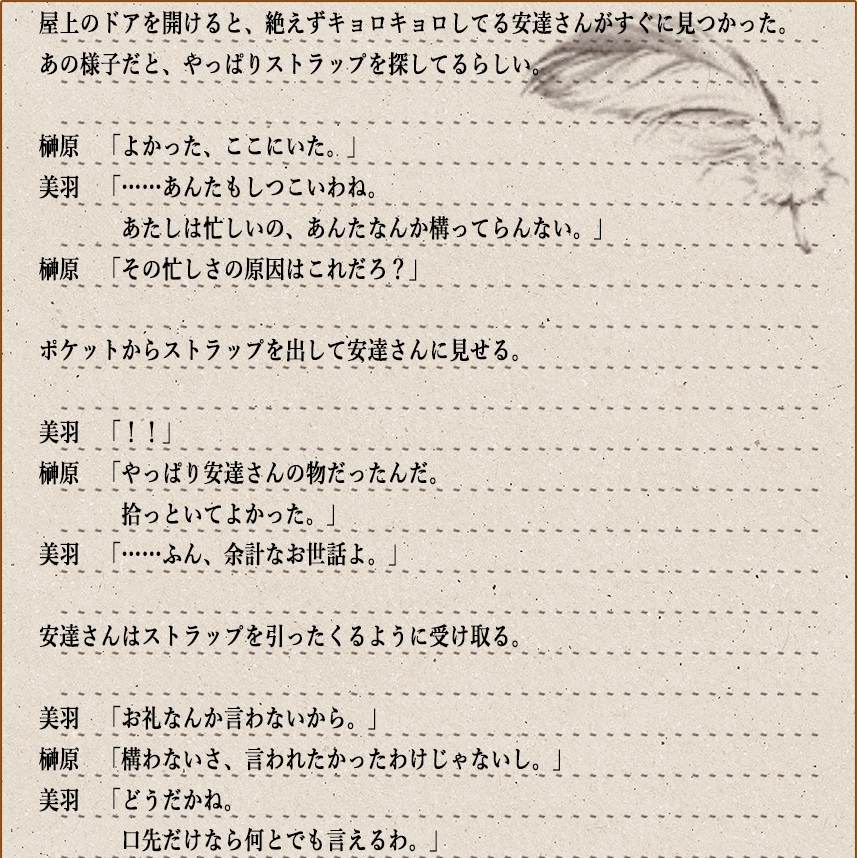 屋上のドアを開けると、絶えずキョロキョロしてる安達さんがすぐに見つかった。
あの様子だと、やっぱりストラップを探してるらしい。
榊原　「よかった、ここにいた。」
美羽　「……あんたもしつこいわね。
あたしは忙しいの、あんたなんか構ってらんない。」
榊原　「その忙しさの原因はこれだろ？」
ポケットからストラップを出して安達さんに見せる。
美羽　「！！」
榊原　「やっぱり安達さんの物だったんだ。
拾っといてよかった。」
美羽　「……ふん、余計なお世話よ。」
安達さんはストラップを引ったくるように受け取る。
美羽　「お礼なんか言わないから。」
榊原　「構わないさ、言われたかったわけじゃないし。」
美羽　「どうだかね。
口先だけなら何とでも言えるわ。」